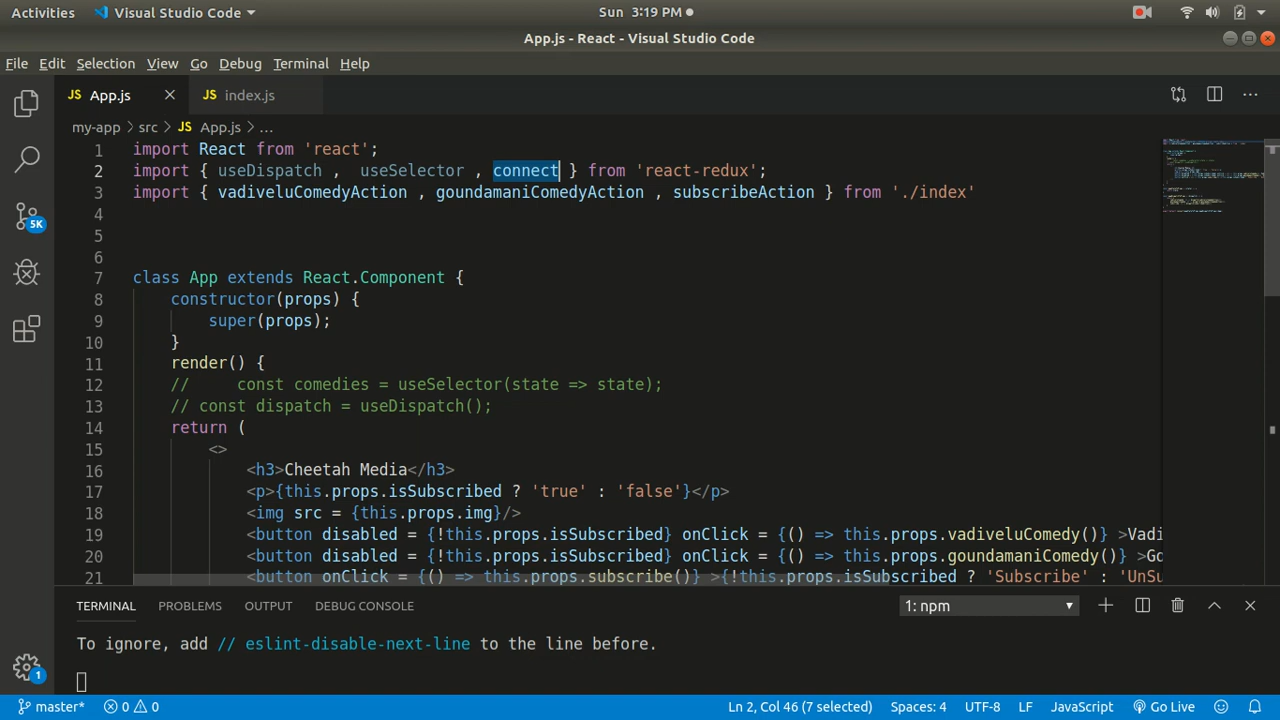 Activities Visual Studio Code Sun 3:19 PM
App.js - React - Visual Studio Code
File Edit Selection View Go Debug Terminal Help
JS App.js JS index.js
my-app > src > JS App.js > ...
1 import React from 'react';
2 import { useDispatch , useSelector , connect } from 'react-redux';
3 import { vadiveluComedyAction , goundamaniComedyAction , subscribeAction } from './index'
4
5
6
7 class App extends React.Component {
8 constructor(props) {
9 super(props);
10 }
11 render() {
12 // const comedies = useSelector(state => state);
13 // const dispatch = useDispatch();
14 return (
15 <>
16 <h3>Cheetah Media</h3>
17 <p>{this.props.isSubscribed ? 'true' : 'false'}</p>
18 <img src = {this.props.img}/>
19 <button disabled = {!this.props.isSubscribed} onClick = {() => this.props.vadiveluComedy()} >Vadi
20 <button disabled = {!this.props.isSubscribed} onClick = {() => this.props.goundamaniComedy()} >Go
21 <button onClick = {() => this.props.subscribe()} >{!this.props.isSubscribed ? 'Subscribe' : 'UnSu
5K
TERMINAL PROBLEMS OUTPUT DEBUG CONSOLE 1: npm
To ignore, add // eslint-disable-next-line to the line before.
1
master* 0 0 Ln 2, Col 46 (7 selected) Spaces: 4 UTF-8 LF JavaScript Go Live